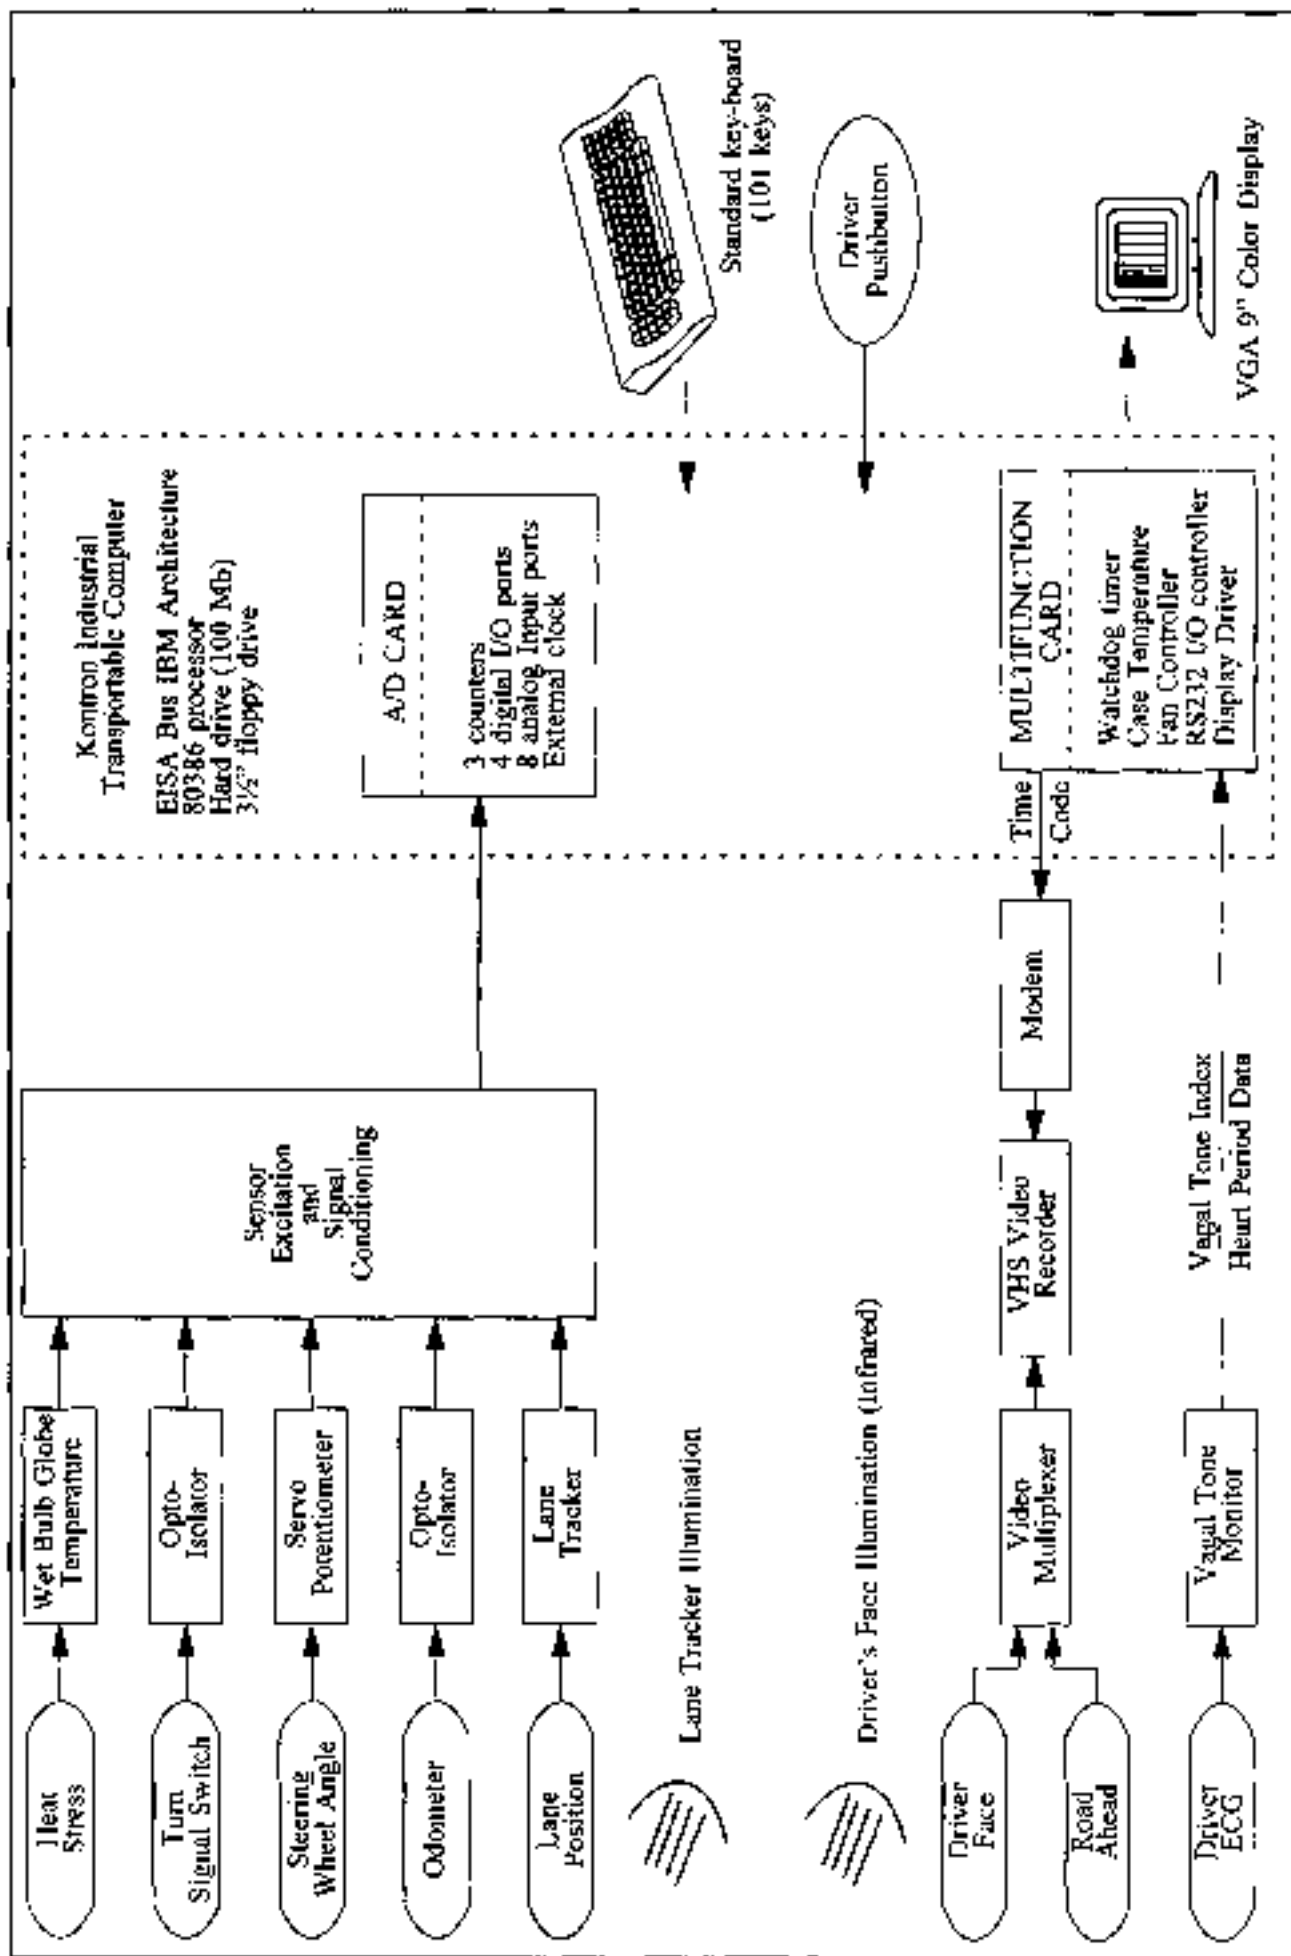 Heat
Stress
Wet Bulb Globe
Temperature
Turn
Signal Switch
Opto-
Isolator
Steering
Wheel Angle
Servo
Potentiometer
Odometer
Opto-
Isolator
Lane
Position
Lane
Tracker
Sensor
Excitation
and
Signal
Conditioning
Kontron Industrial
Transportable Computer
EISA Bus IBM Architecture
80386 processor
Hard drive (100 Mb)
3½" floppy drive
A/D CARD
3 counters
4 digital I/O ports
8 analog Input ports
External clock
Standard key-board
(101 keys)
Lane Tracker Illumination
Driver's Face Illumination (Infrared)
Driver
Pushbutton
Driver
Face
Road
Ahead
Video
Multiplexer
VHS Video
Recorder
Modem
Time
Code
MULTIFUNCTION
CARD
Watchdog timer
Case Temperature
Fan Controller
RS232 I/O controller
Display Driver
Driver
ECG
Vagal Tone
Monitor
Vagal Tone Index
Heart Period Data
VGA 9" Color Display